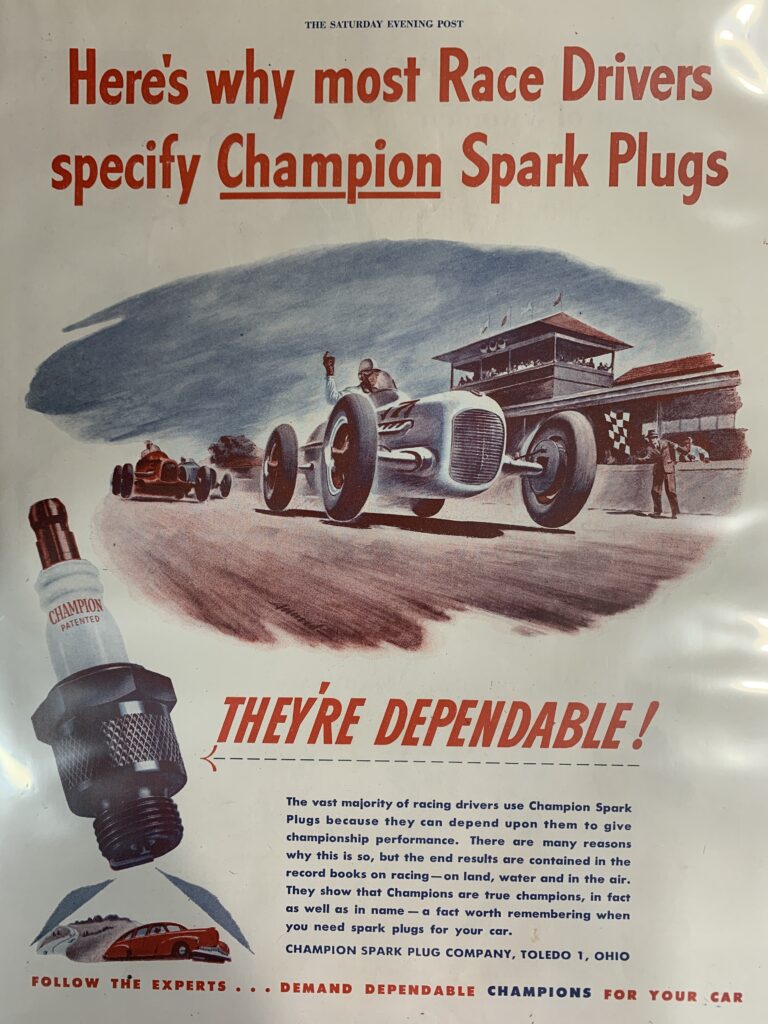 THE SATURDAY EVENING POST
Here's why most Race Drivers
specify Champion Spark Plugs
777
CHAMPION
PATENTED
THEY'RE DEPENDABLE!
The vast majority of racing drivers use Champion Spark
Plugs because they can depend upon them to give
championship performance. There are many reasons
why this is so, but the end results are contained in the
record books on racing—on land, water and in the air.
They show that Champions are true champions, in fact
as well as in name—a fact worth remembering when
you need spark plugs for your car.
CHAMPION SPARK PLUG COMPANY, TOLEDO 1, OHIO
FOLLOW THE EXPERTS . . . DEMAND DEPENDABLE CHAMPIONS FOR YOUR CAR